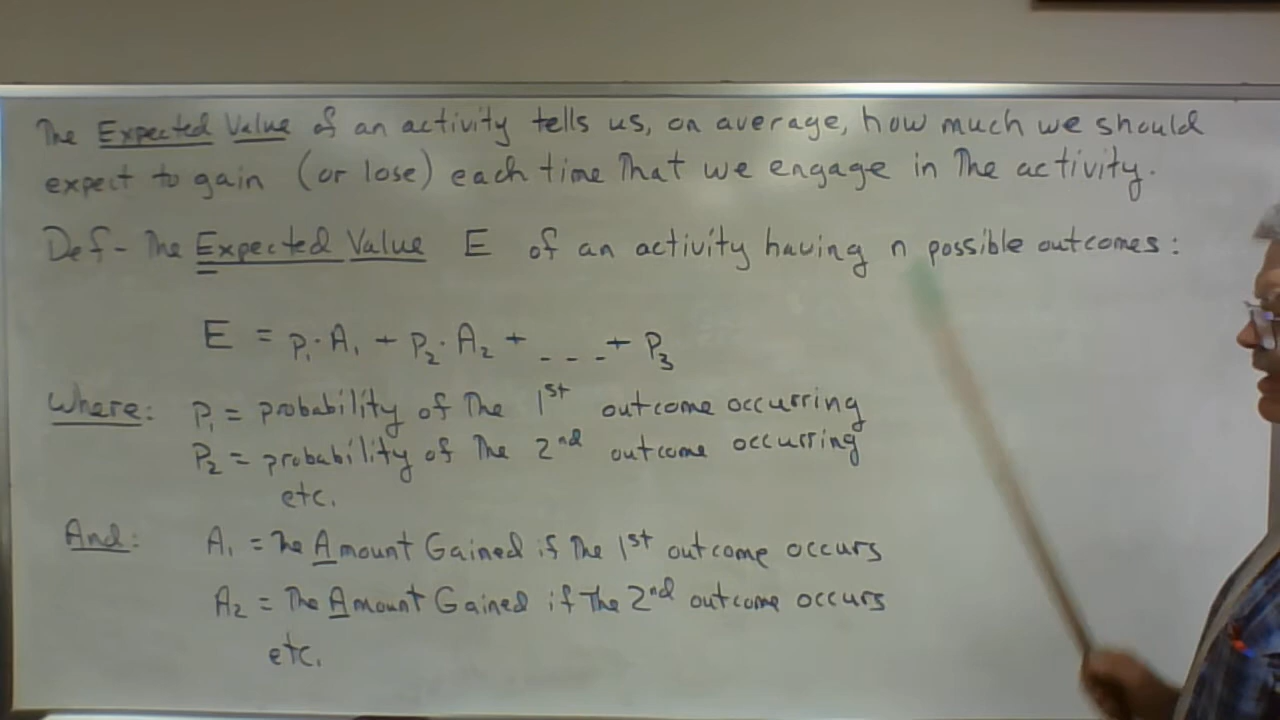 The Expected Value of an activity tells us, on average, how much we should
expect to gain (or lose) each time That we engage in The activity.
Def- The Expected Value E of an activity having n possible outcomes:
E = P₁·A₁ + P₂·A₂ + ---+ P₃
Where: P₁ = probability of The 1st outcome occurring
P₂ = probability of The 2nd outcome occurring
etc.
And: A₁ = The Amount Gained if The 1st outcome occurs
A₂ = The Amount Gained if The 2nd outcome occurs
etc.